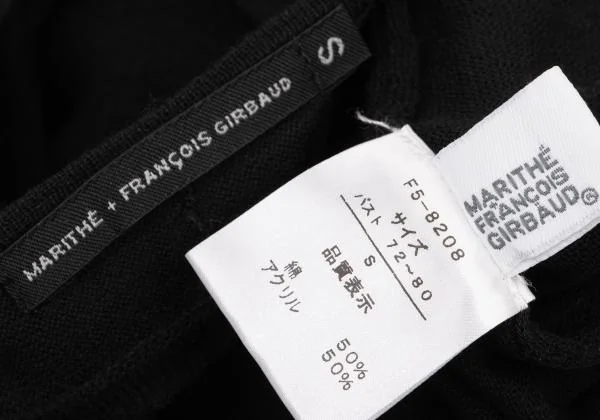 MARITHÉ + FRANÇOIS GIRBAUD
S
F5-8208
サイズ S
バスト 72~80
品質表示
綿 50%
アクリル 50%
MARITHÉ
FRANÇOIS
GIRBAUD®